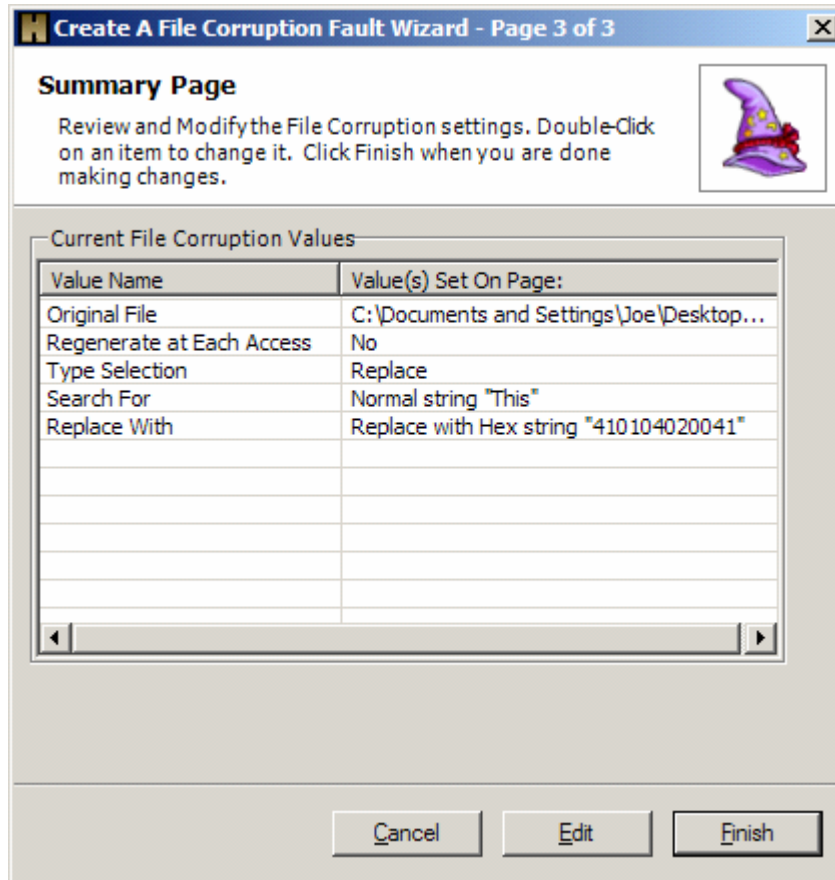 Create A File Corruption Fault Wizard - Page 3 of 3
Summary Page
Review and Modify the File Corruption settings. Double-Click
on an item to change it. Click Finish when you are done
making changes.
Current File Corruption Values
Value Name Value(s) Set On Page:
Original File C:\Documents and Settings\Joe\Desktop...
Regenerate at Each Access No
Type Selection Replace
Search For Normal string "This"
Replace With Replace with Hex string "410104020041"
Cancel Edit Finish